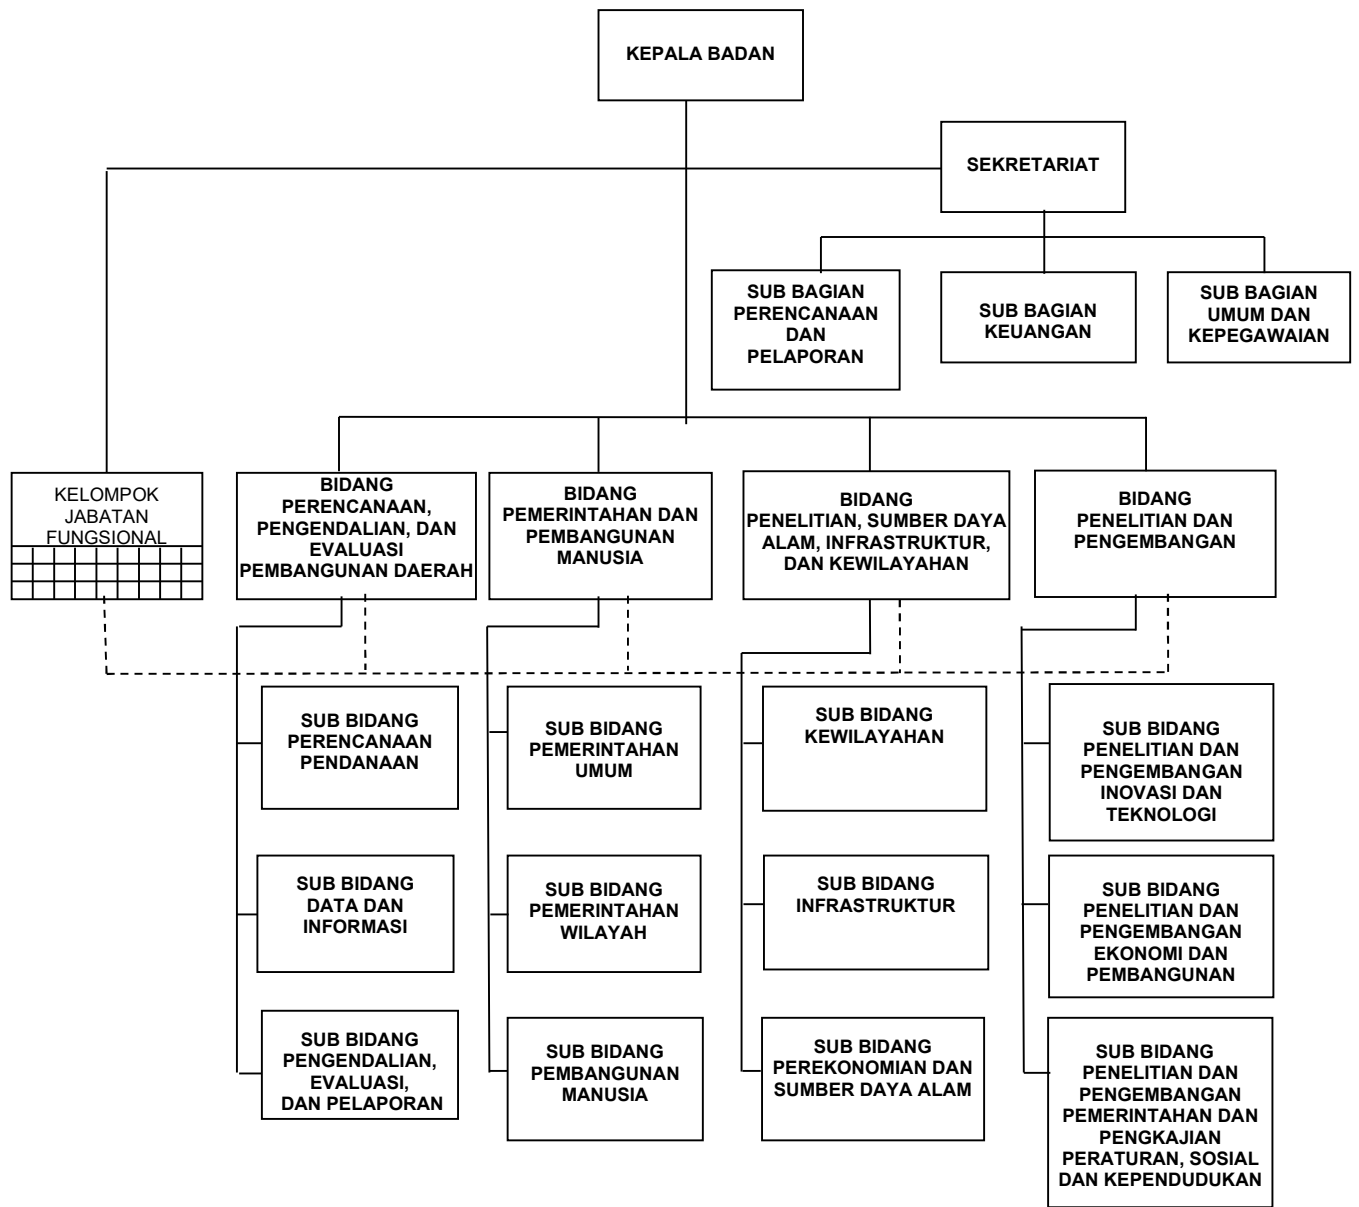 KEPALA BADAN
SEKRETARIAT
SUB BAGIAN
PERENCANAAN
DAN
PELAPORAN
SUB BAGIAN
KEUANGAN
SUB BAGIAN
UMUM DAN
KEPEGAWAIAN
KELOMPOK
JABATAN
FUNGSIONAL
BIDANG
PERENCANAAN,
PENGENDALIAN, DAN
EVALUASI
PEMBANGUNAN DAERAH
BIDANG
PEMERINTAHAN DAN
PEMBANGUNAN
MANUSIA
BIDANG
PENELITIAN, SUMBER DAYA
ALAM, INFRASTRUKTUR,
DAN KEWILAYAHAN
BIDANG
PENELITIAN DAN
PENGEMBANGAN
SUB BIDANG
PERENCANAAN
PENDANAAN
SUB BIDANG
PEMERINTAHAN
UMUM
SUB BIDANG
KEWILAYAHAN
SUB BIDANG
PENELITIAN DAN
PENGEMBANGAN
INOVASI DAN
TEKNOLOGI
SUB BIDANG
DATA DAN
INFORMASI
SUB BIDANG
PEMERINTAHAN
WILAYAH
SUB BIDANG
INFRASTRUKTUR
SUB BIDANG
PENELITIAN DAN
PENGEMBANGAN
EKONOMI DAN
PEMBANGUNAN
SUB BIDANG
PENGENDALIAN,
EVALUASI,
DAN PELAPORAN
SUB BIDANG
PEMBANGUNAN
MANUSIA
SUB BIDANG
PEREKONOMIAN DAN
SUMBER DAYA ALAM
SUB BIDANG
PENELITIAN DAN
PENGEMBANGAN
PEMERINTAHAN DAN
PENGKAJIAN
PERATURAN, SOSIAL
DAN KEPENDUDUKAN